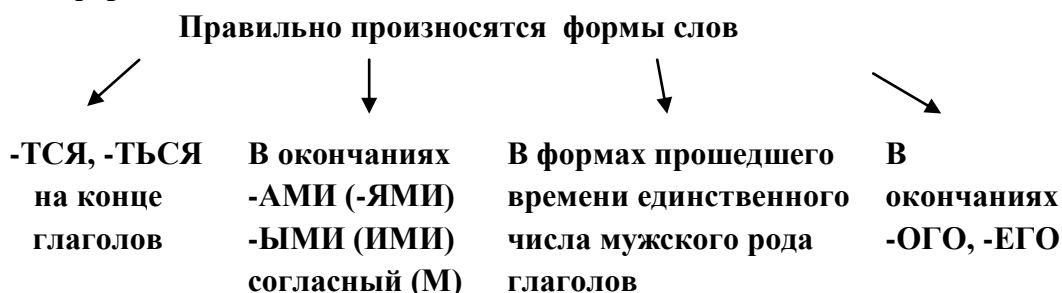 Правильно произносятся формы слов
-ТСЯ, -ТЬСЯ
на конце
глаголов
В окончаниях
-АМИ (-ЯМИ)
-ЫМИ (ИМИ)
согласный (М)
В формах прошедшего
времени единственного
числа мужского рода
глаголов
В
окончаниях
-ОГО, -ЕГО